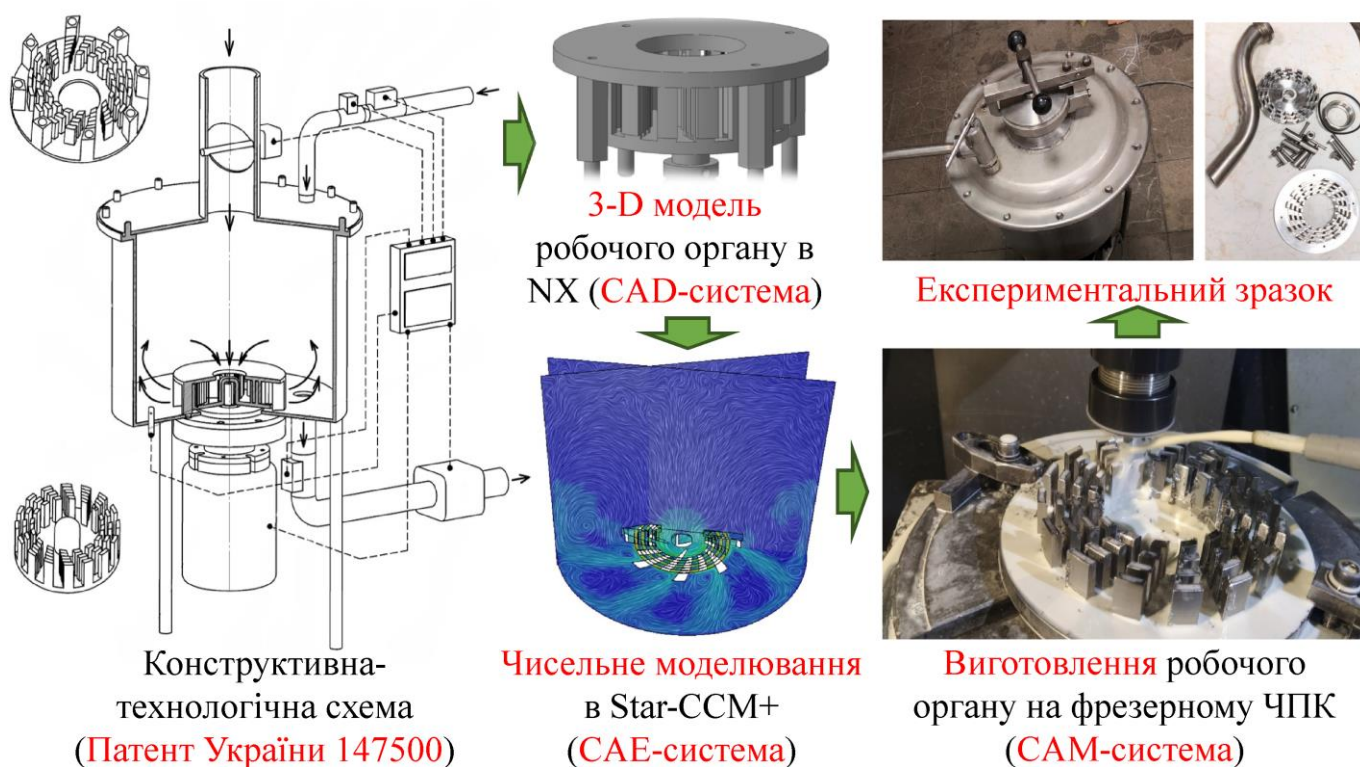 3-D модель
робочого органу в
NX (CAD-система)
Експериментальний зразок
Конструктивна-
технологічна схема
(Патент України 147500)
Чисельне моделювання
в Star-CCM+
(CAE-система)
Виготовлення робочого
органу на фрезерному ЧПК
(CAM-система)